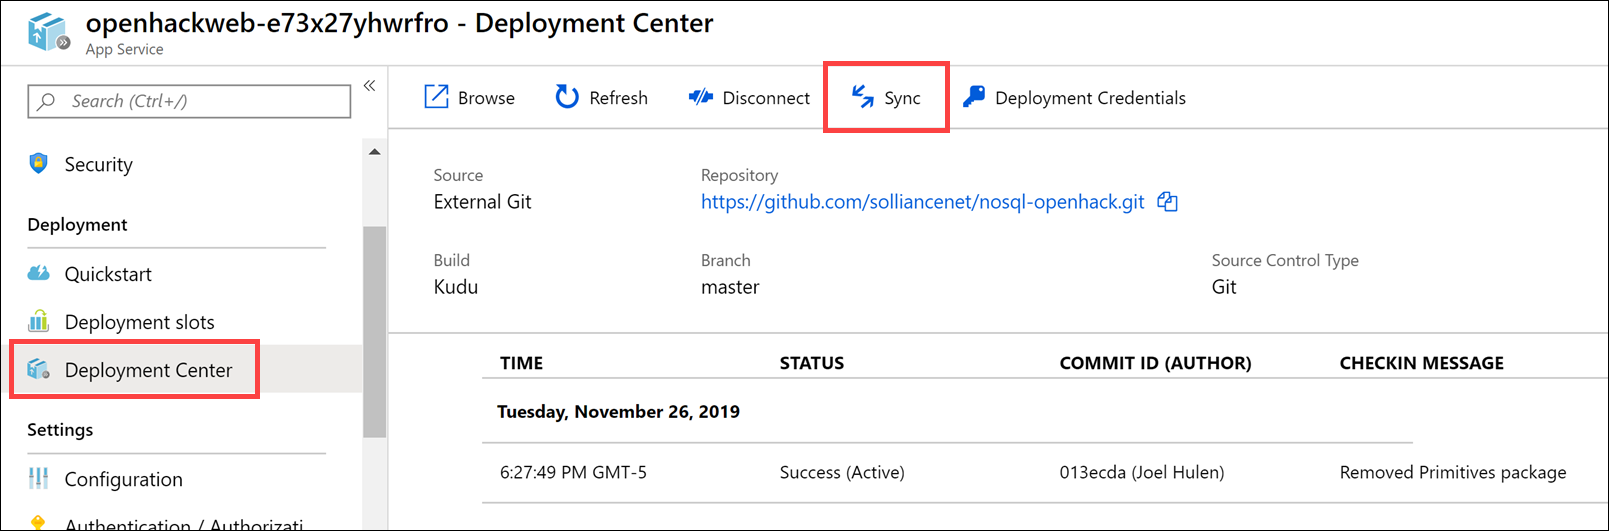 openhackweb-e73x27yhwrfro - Deployment Center
App Service
Search (Ctrl+/)
«
Security
Deployment
Quickstart
Deployment slots
Deployment Center
Settings
Configuration
Authentication / Authorizati
Browse Refresh Disconnect Sync Deployment Credentials
Source Repository
External Git https://github.com/solliancenet/nosql-openhack.git
Build Branch Source Control Type
Kudu master Git
TIME STATUS COMMIT ID (AUTHOR) CHECKIN MESSAGE
Tuesday, November 26, 2019
6:27:49 PM GMT-5 Success (Active) 013ecda (Joel Hulen) Removed Primitives package